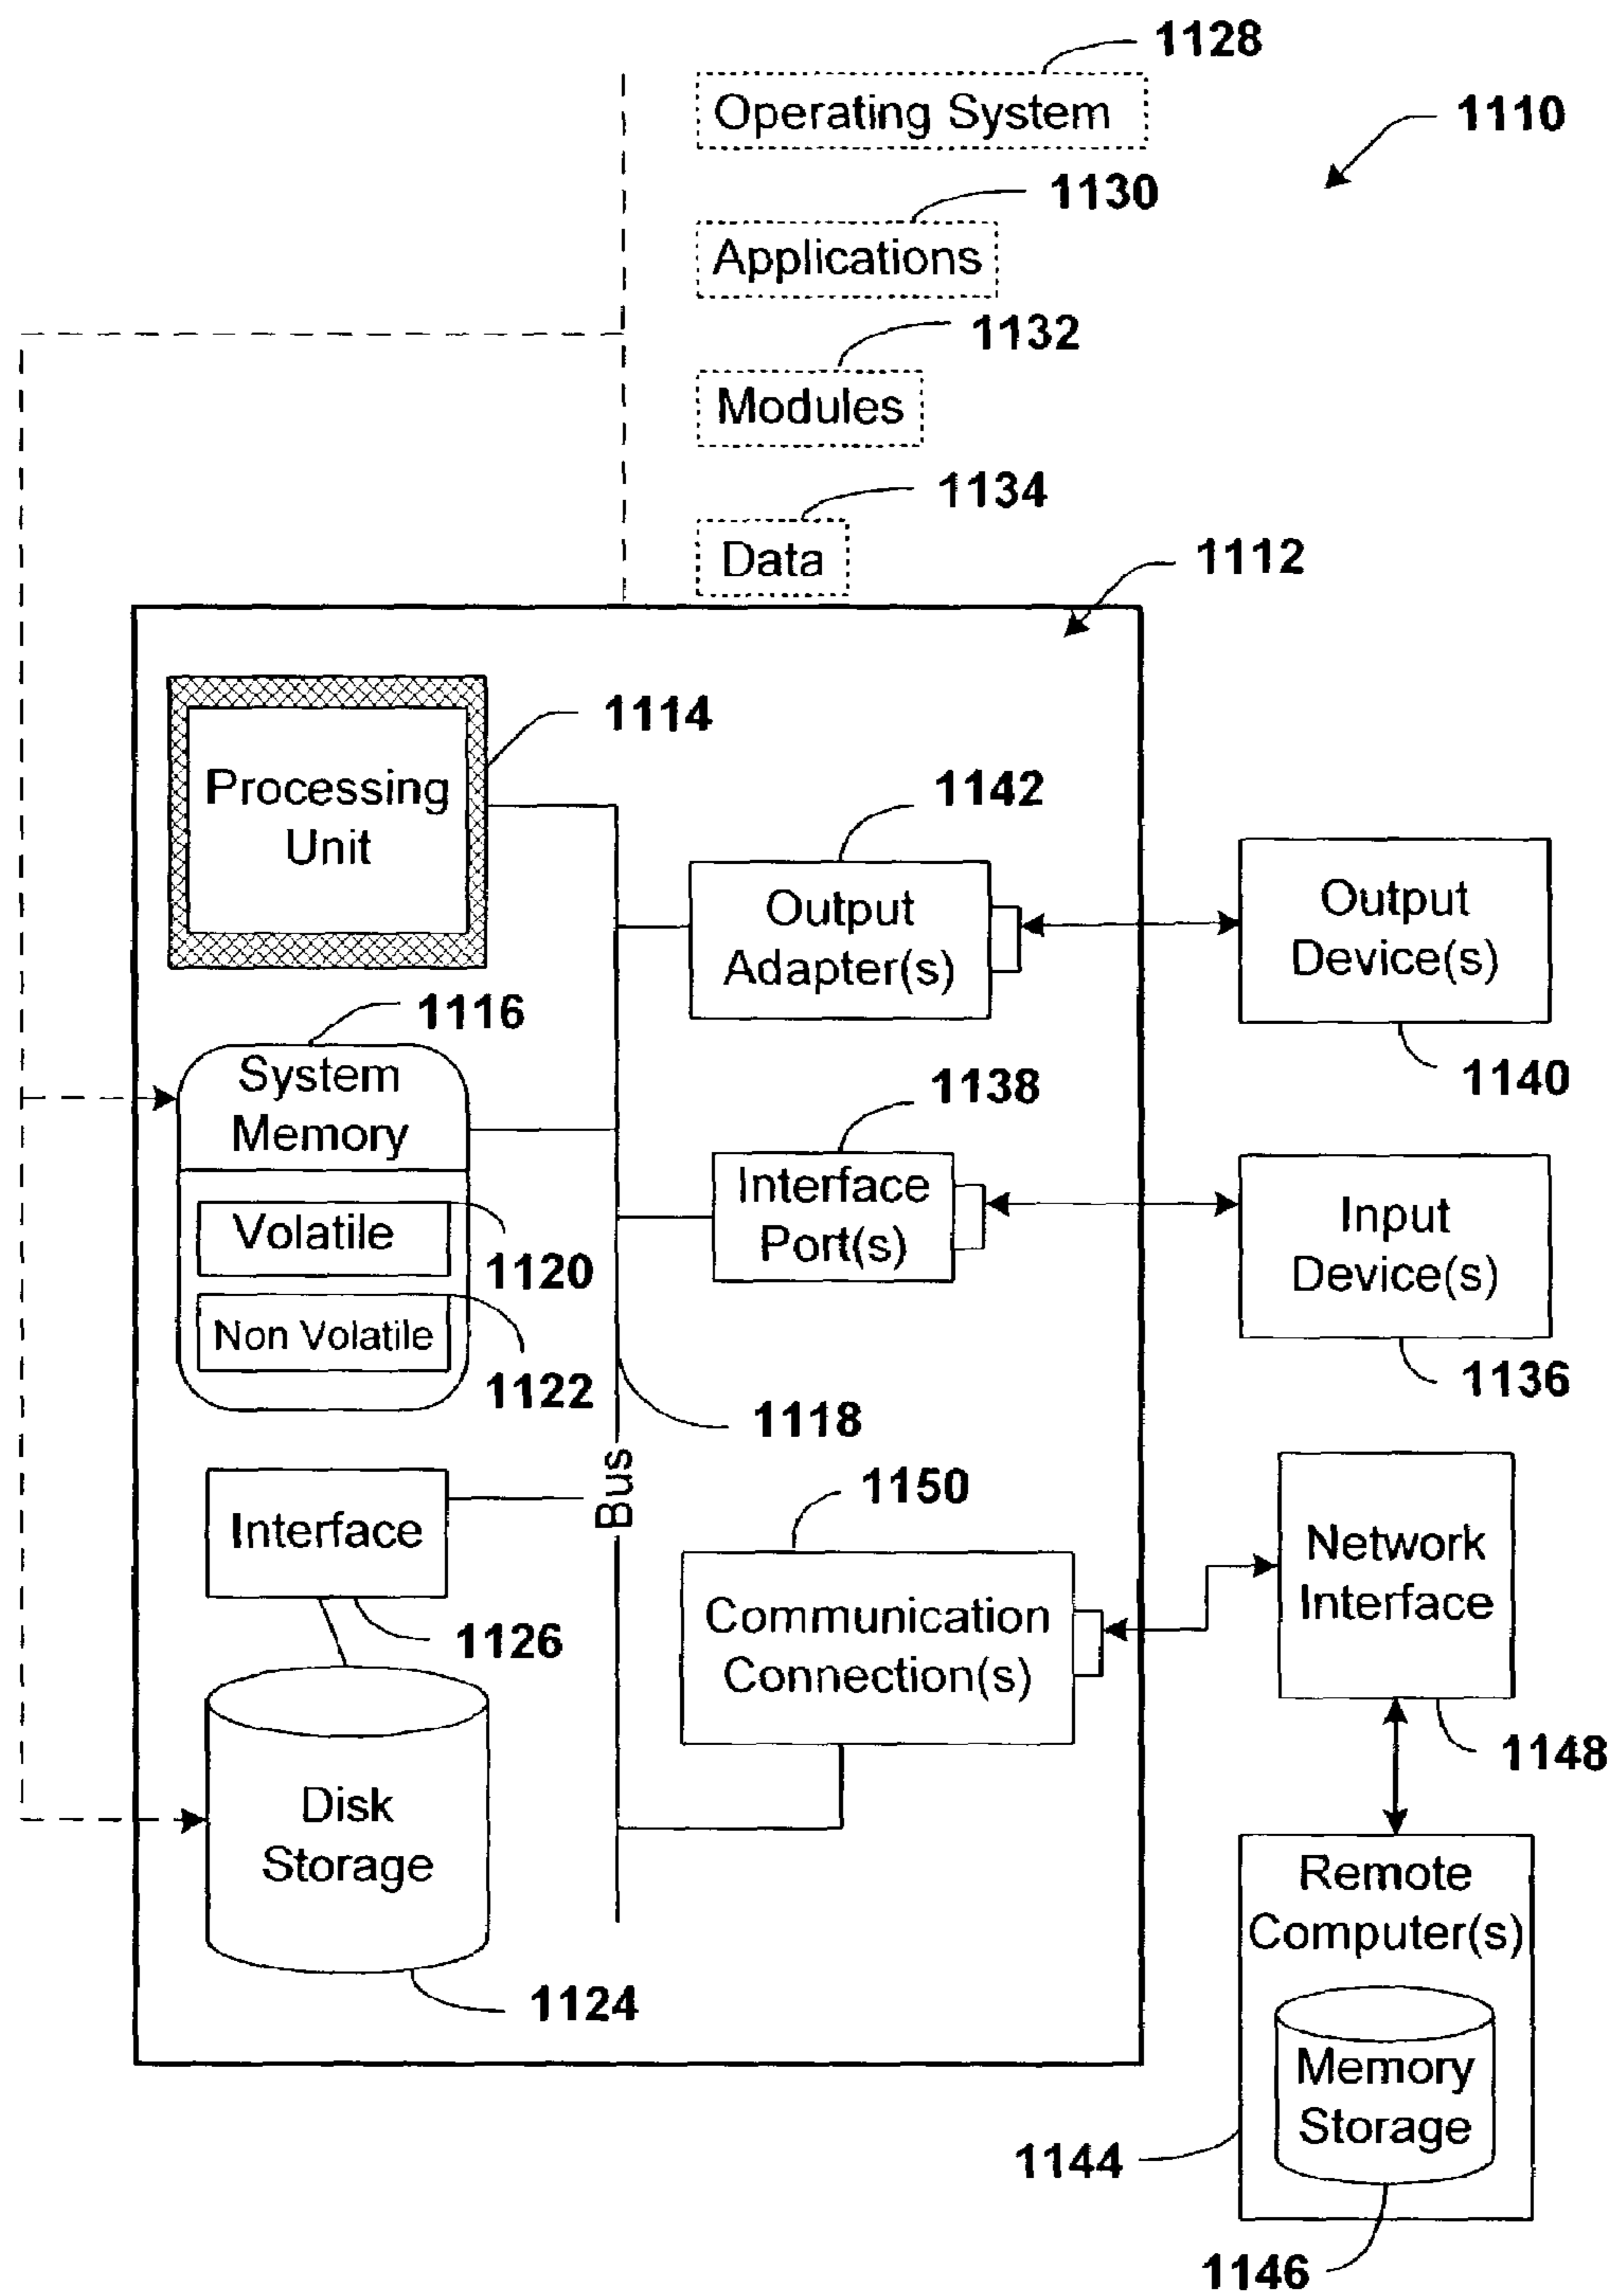 1128
Operating System
1110
1130
Applications
1132
Modules
1134
Data
1112
1114
Processing
Unit
1142
Output
Adapter(s)
Output
Device(s)
1140
1116
System
Memory
1138
Interface
Port(s)
Input
Device(s)
1136
Volatile
1120
Non Volatile
1122
1118
Bus
Interface
1126
1150
Communication
Connection(s)
Network
Interface
1148
Disk
Storage
1124
Remote
Computer(s)
Memory
Storage
1144
1146